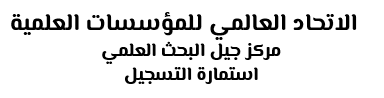 الاتحاد العالمي للمؤسسات العلمية
مركز جيل البحث العلمي
استمارة التسجيل